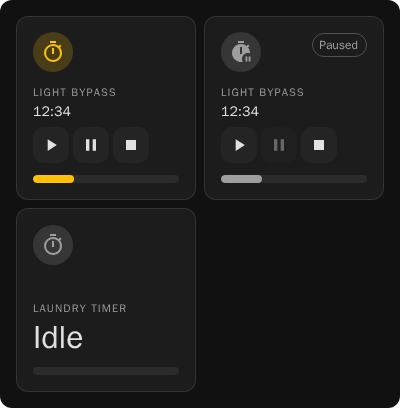 LIGHT BYPASS
12:34
Paused
LIGHT BYPASS
12:34
LAUNDRY TIMER
Idle